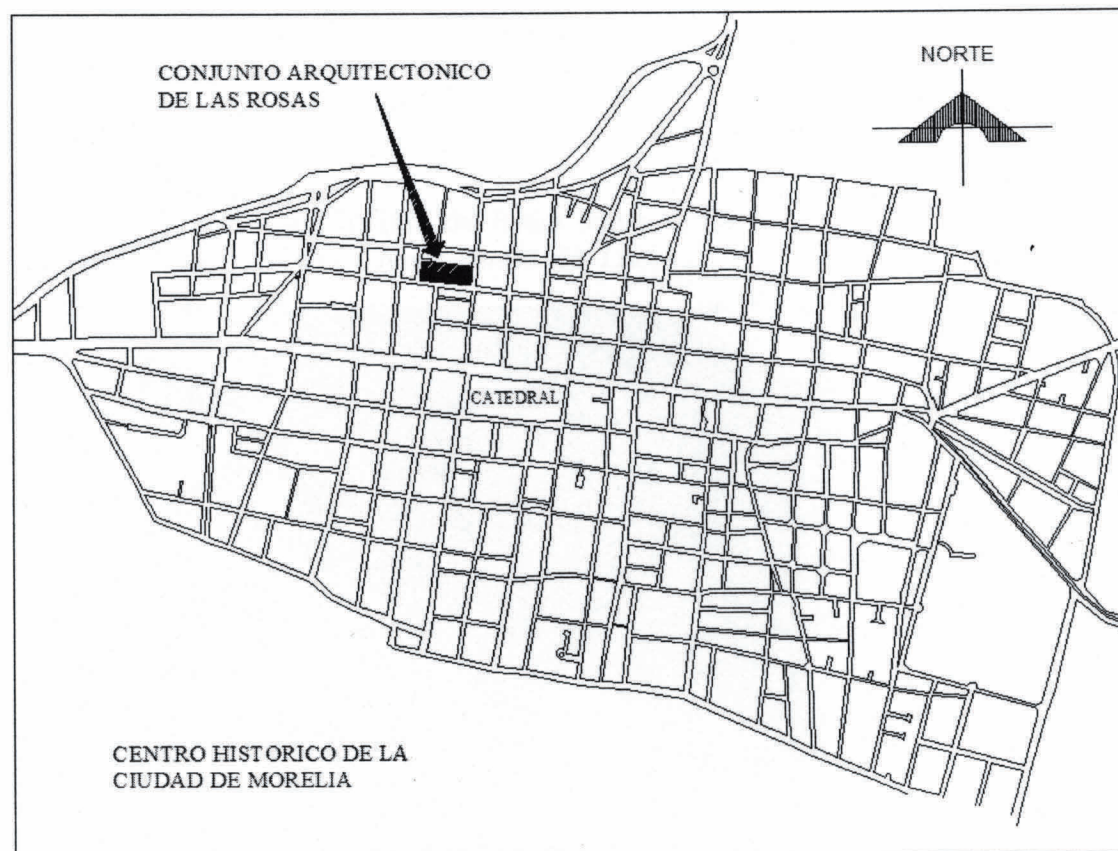 CONJUNTO ARQUITECTONICO
DE LAS ROSAS
NORTE
CATEDRAL
CENTRO HISTORICO DE LA
CIUDAD DE MORELIA